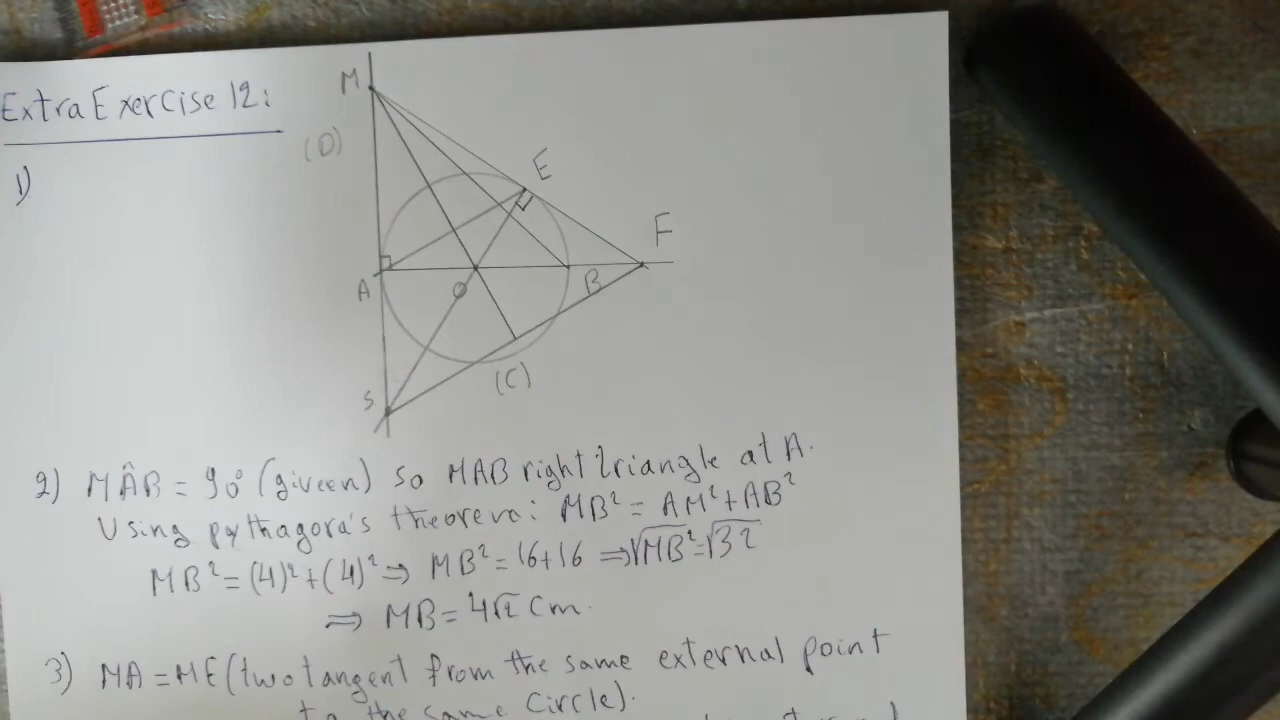 Extra Exercise 12:
1)
M
(D)
E
F
A
O
B
S
(C)
2) MÂB = 90° (giveen) so MAB right triangle at A.
Using pythagora's theorem: MB² = AM² + AB²
MB² = (4)² + (4)² ⇒ MB² = 16+16 ⇒ √MB² = √32
⇒ MB = 4√2 cm.
3) MA = ME (two tangent from the same external point
to the same circle).